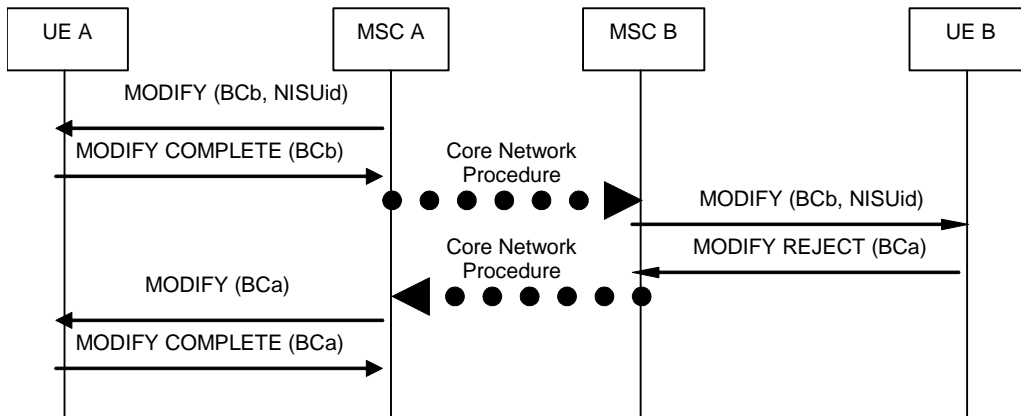 UE A
MSC A
MSC B
UE B
MODIFY (BCb, NISUid)
MODIFY COMPLETE (BCb)
Core Network
Procedure
MODIFY (BCb, NISUid)
Core Network
Procedure
MODIFY REJECT (BCa)
MODIFY (BCa)
MODIFY COMPLETE (BCa)